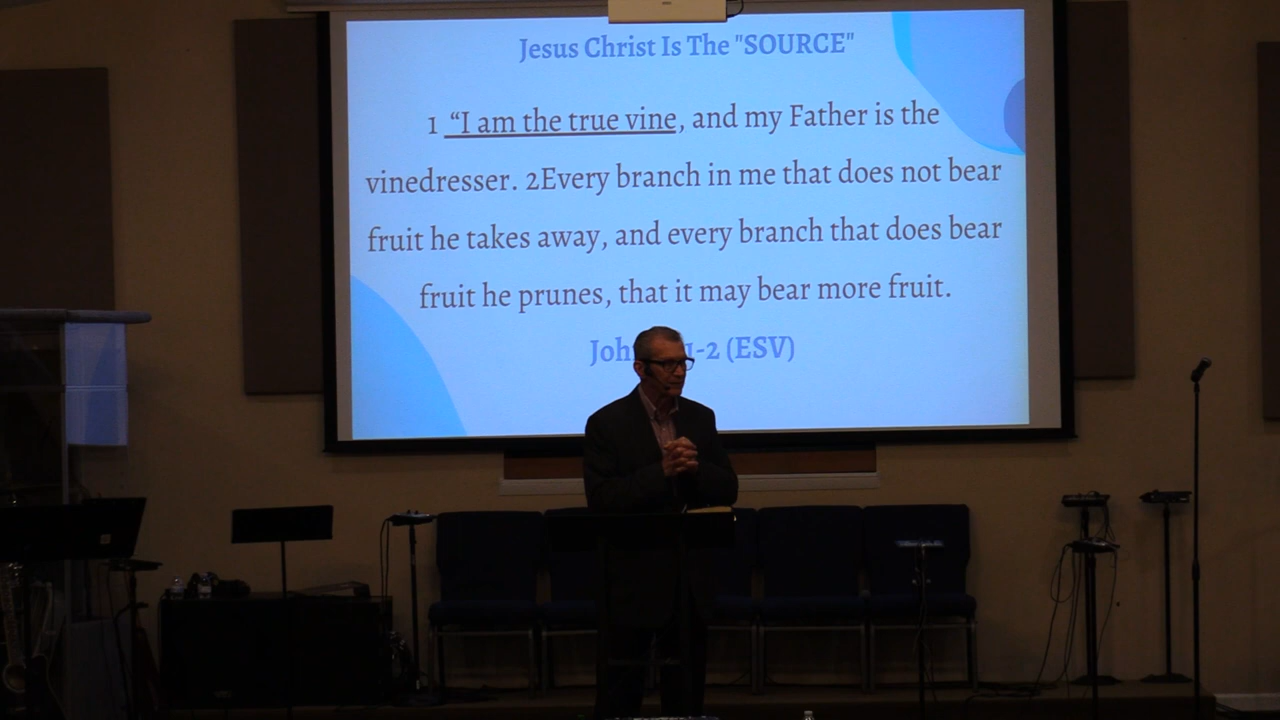 Jesus Christ Is The "SOURCE"
1 “I am the true vine, and my Father is the
vinedresser. 2Every branch in me that does not bear
fruit he takes away, and every branch that does bear
fruit he prunes, that it may bear more fruit.
-2 (ESV)